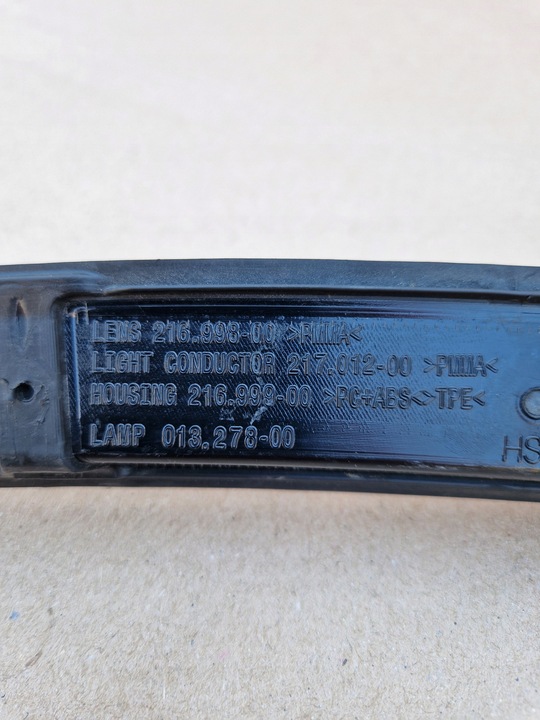 LENS 216.998-00 >PMMA<
LIGHT CONDUCTOR 217.012-00 >PMMA<
HOUSING 216.999-00 >PC+ABS<>TPE<
LAMP 013.278-00
HS